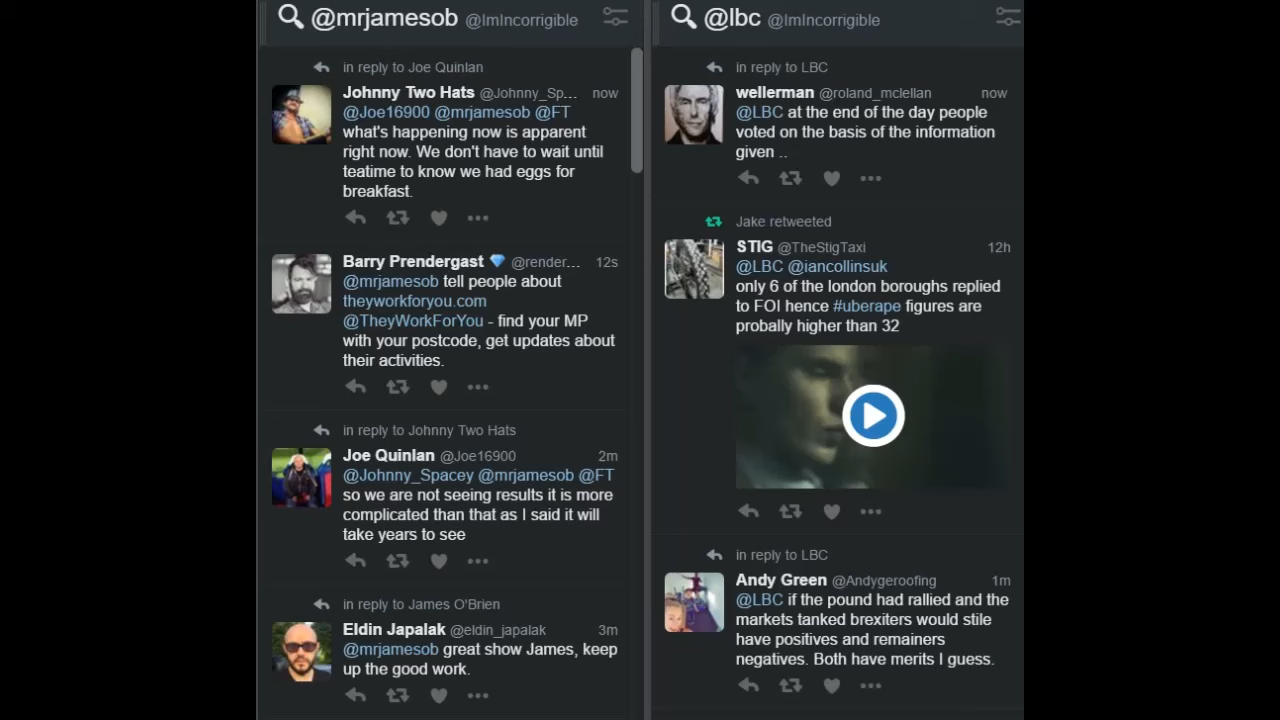 @mrjamesob @ImIncorrigible
in reply to Joe Quinlan
Johnny Two Hats @Johnny_Sp... now
@Joe16900 @mrjamesob @FT
what's happening now is apparent
right now. We don't have to wait until
teatime to know we had eggs for
breakfast.
Barry Prendergast @render... 12s
@mrjamesob tell people about
theyworkforyou.com
@TheyWorkForYou - find your MP
with your postcode, get updates about
their activities.
in reply to Johnny Two Hats
Joe Quinlan @Joe16900 2m
@Johnny_Spacey @mrjamesob @FT
so we are not seeing results it is more
complicated than that as I said it will
take years to see
in reply to James O'Brien
Eldin Japalak @eldin_japalak 3m
@mrjamesob great show James, keep
up the good work.
@lbc @ImIncorrigible
in reply to LBC
wellerman @roland_mclellan now
@LBC at the end of the day people
voted on the basis of the information
given ..
Jake retweeted
STIG @TheStigTaxi 12h
@LBC @iancollinsuk
only 6 of the london boroughs replied
to FOI hence #uberape figures are
probally higher than 32
in reply to LBC
Andy Green @Andygeroofing 1m
@LBC if the pound had rallied and the
markets tanked brexiters would stile
have positives and remainers
negatives. Both have merits I guess.